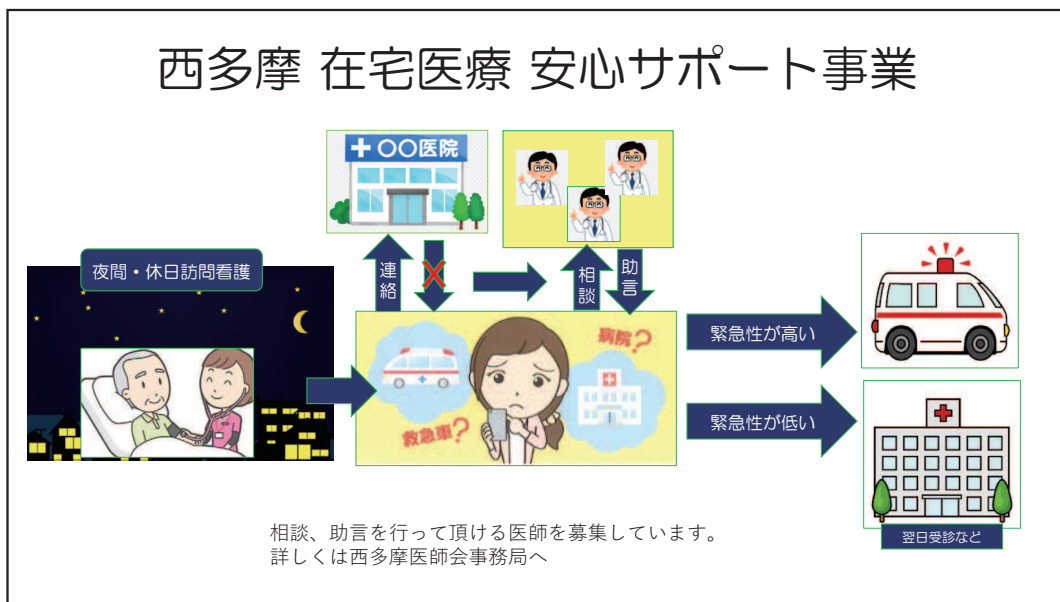 西多摩 在宅医療 安心サポート事業
〇〇医院
夜間・休日訪問看護
連絡
X
相談
助言
救急車?
病院?
緊急性が高い
緊急性が低い
翌日受診など
相談、助言を行って頂ける医師を募集しています。
詳しくは西多摩医師会事務局へ